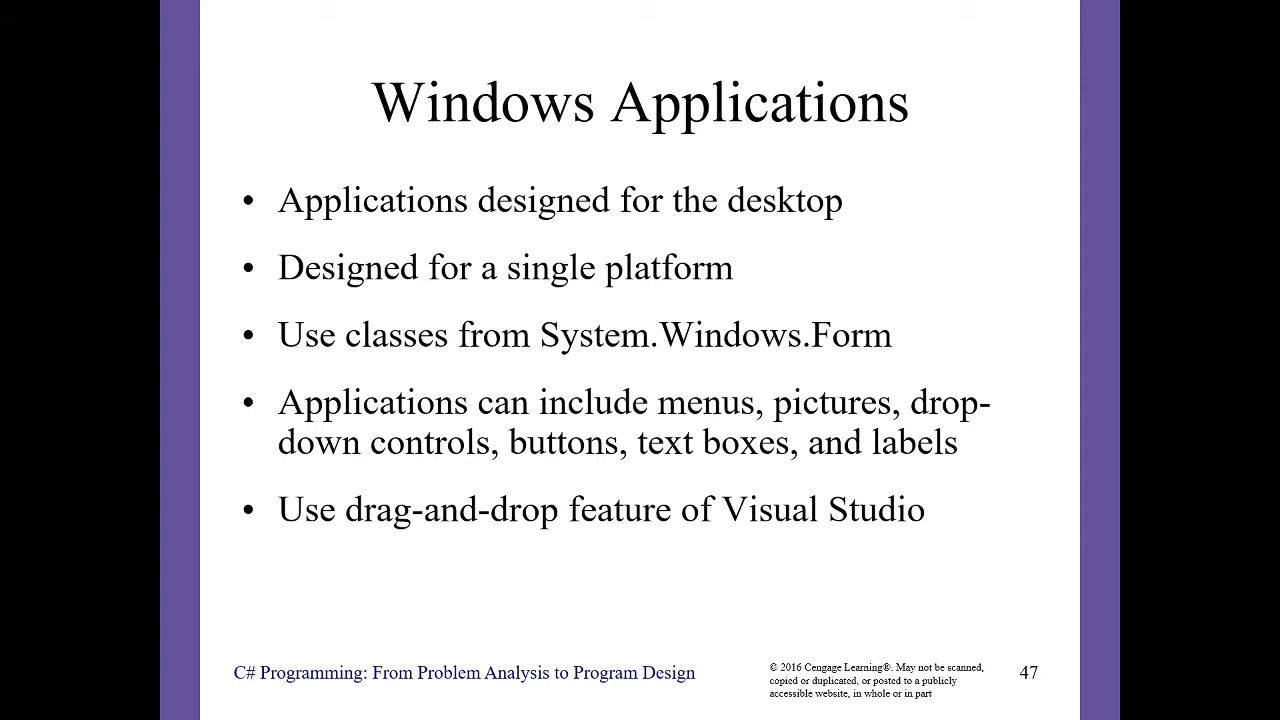 Windows Applications
• Applications designed for the desktop
• Designed for a single platform
• Use classes from System.Windows.Form
• Applications can include menus, pictures, drop-
down controls, buttons, text boxes, and labels
• Use drag-and-drop feature of Visual Studio
C# Programming: From Problem Analysis to Program Design
© 2016 Cengage Learning®. May not be scanned,
copied or duplicated, or posted to a publicly
accessible website, in whole or in part
47